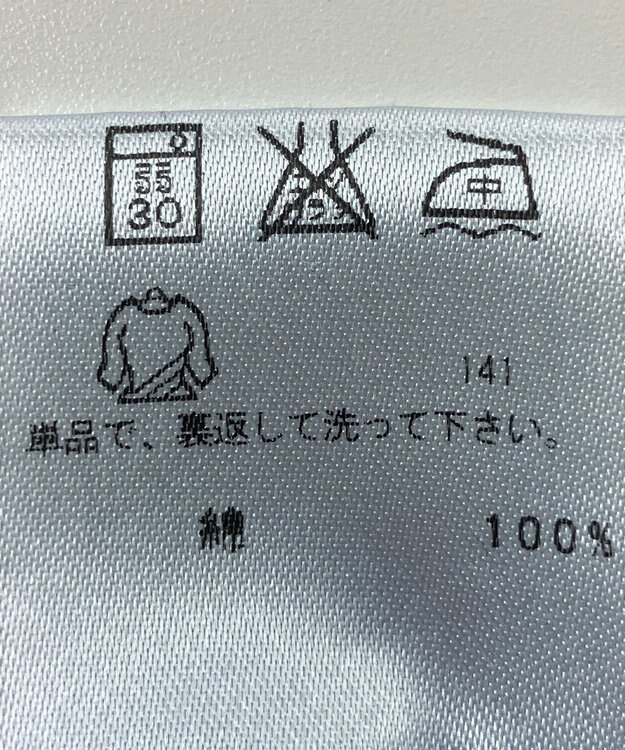 弱
30
中
141
単品で、裏返して洗って下さい。
綿 100%